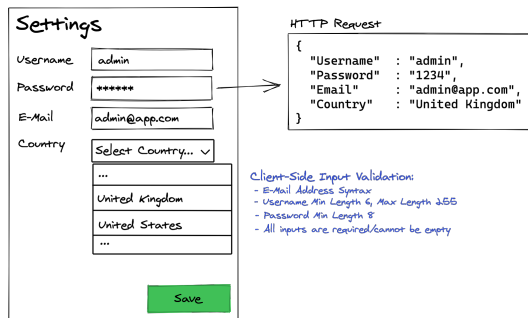 Settings
Username admin
Password ******
E-Mail admin@app.com
Country Select Country...
...
United Kingdom
United States
...
Save
HTTP Request
{
"Username" : "admin",
"Password" : "1234",
"Email" : "admin@app.com",
"Country" : "United Kingdom"
}
Client-Side Input Validation:
- E-Mail Address Syntax
- Username Min Length 6, Max Length 255
- Password Min Length 8
- All inputs are required/cannot be empty